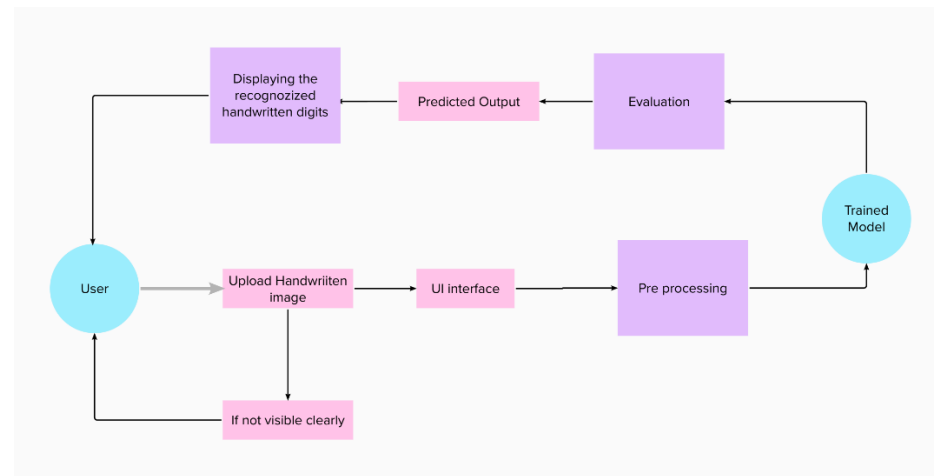 Displaying the
recognozized
handwritten digits
Predicted Output
Evaluation
Trained
Model
User
Upload Handwriiten
image
UI interface
Pre processing
If not visible clearly